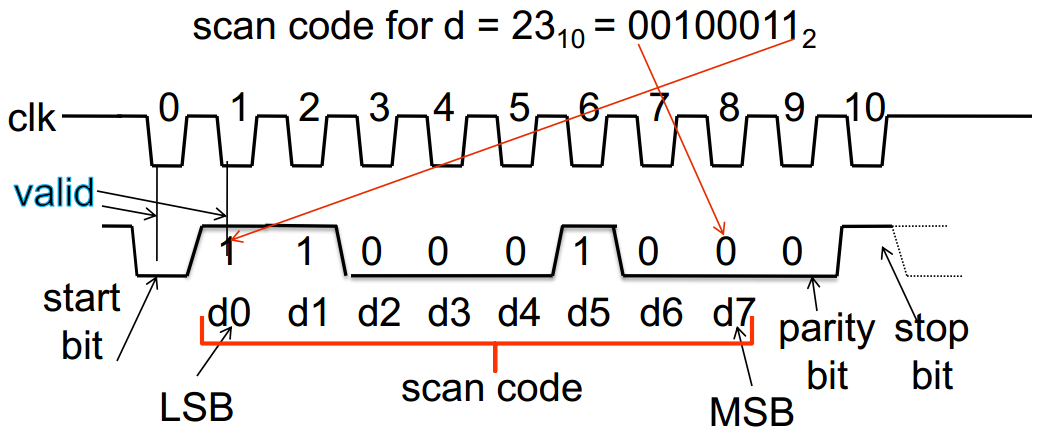 scan code for d = 23₁₀ = 00100011₂
clk 0 1 2 3 4 5 6 7 8 9 10
valid
1 1 0 0 0 1 0 0 0
start bit
d0 d1 d2 d3 d4 d5 d6 d7
parity bit
stop bit
scan code
LSB
MSB